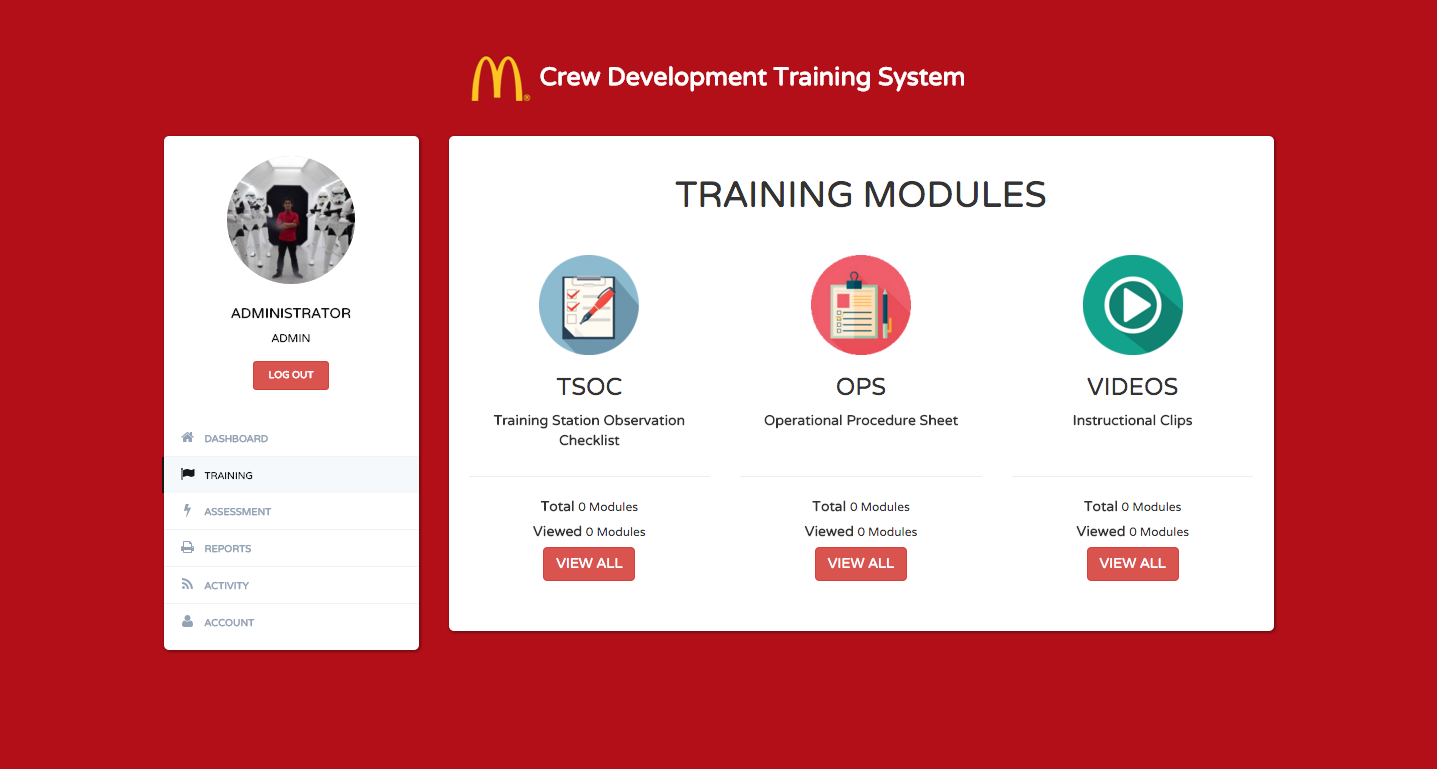 Crew Development Training System
ADMINISTRATOR
ADMIN
LOG OUT
DASHBOARD
TRAINING
ASSESSMENT
REPORTS
ACTIVITY
ACCOUNT
TRAINING MODULES
TSOC
Training Station Observation
Checklist
Total 0 Modules
Viewed 0 Modules
VIEW ALL
OPS
Operational Procedure Sheet
Total 0 Modules
Viewed 0 Modules
VIEW ALL
VIDEOS
Instructional Clips
Total 0 Modules
Viewed 0 Modules
VIEW ALL